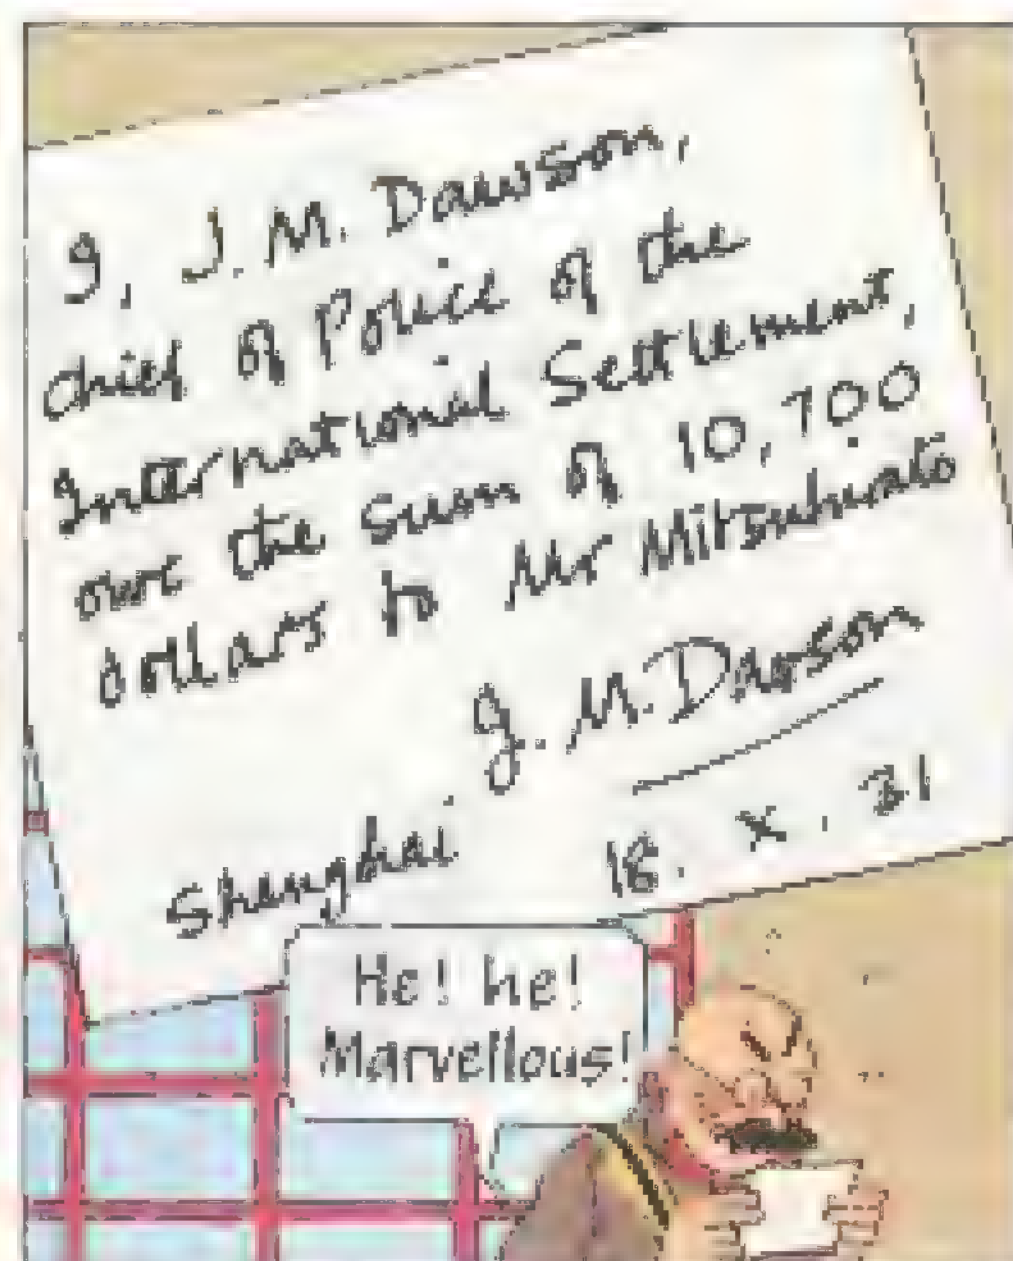 I, J. M. Dawson,
Chief of Police of the
International Settlement,
owe the sum of 10,700
dollars to Mr Mitsuhirato
J. M. Dawson
Shanghai 18. X. 31
He! he!
Marvellous!